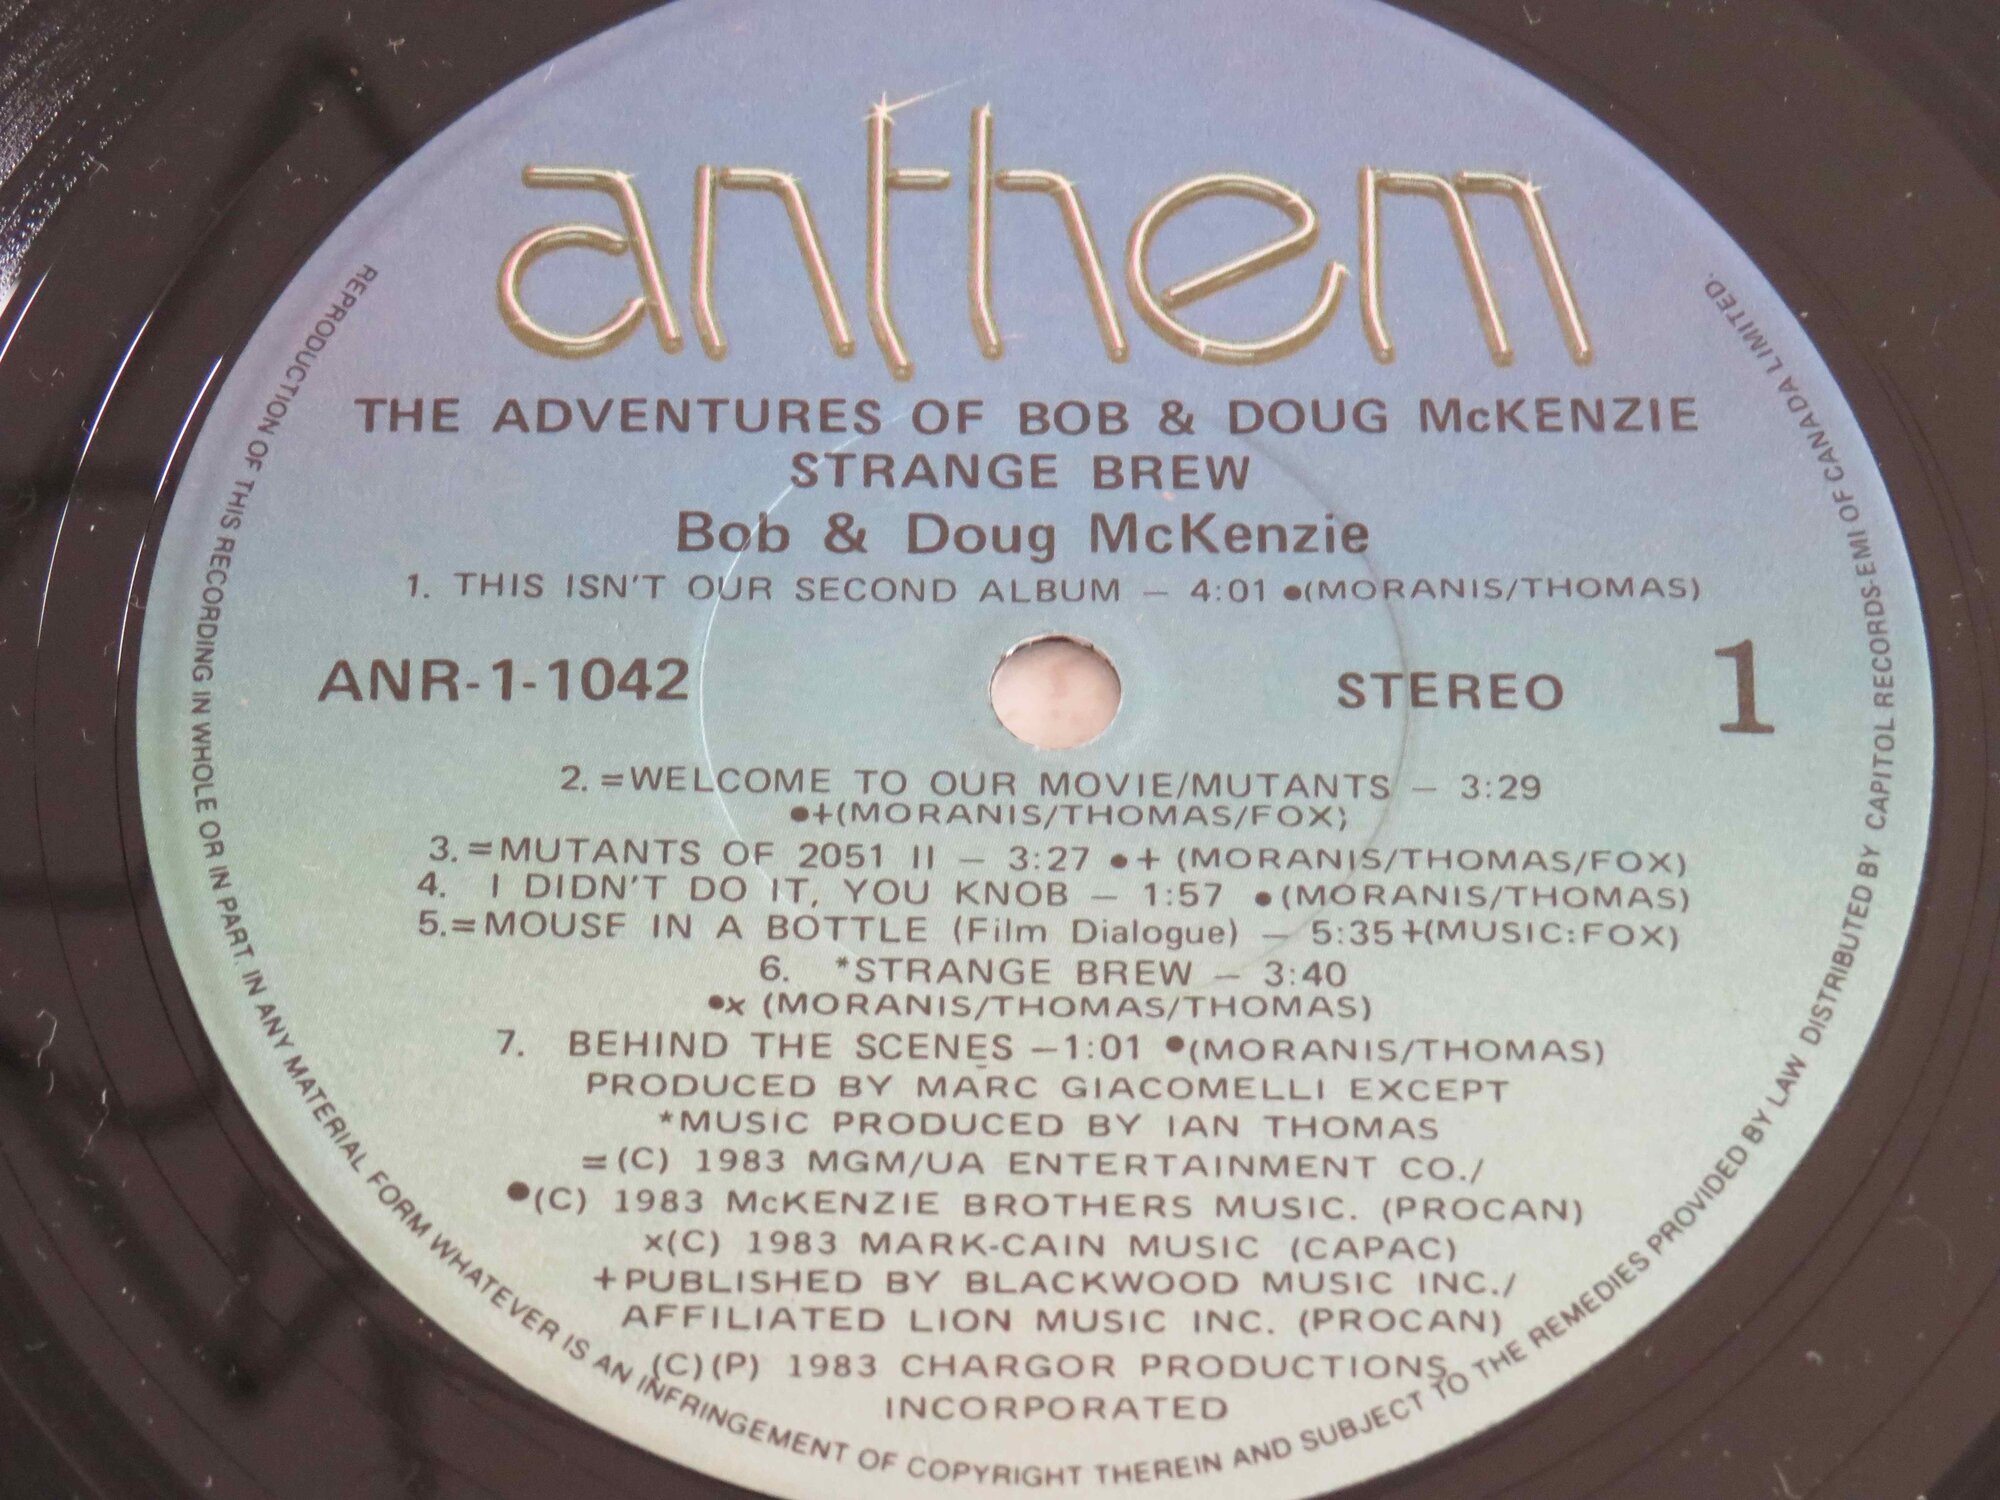 anthem
THE ADVENTURES OF BOB & DOUG McKENZIE
STRANGE BREW
Bob & Doug McKenzie
1. THIS ISN'T OUR SECOND ALBUM — 4:01 •(MORANIS/THOMAS)
ANR-1-1042
STEREO
1
2. =WELCOME TO OUR MOVIE/MUTANTS — 3:29
•+(MORANIS/THOMAS/FOX)
3.=MUTANTS OF 2051 II — 3:27 •+ (MORANIS/THOMAS/FOX)
4. I DIDN'T DO IT, YOU KNOB — 1:57 •(MORANIS/THOMAS)
5.=MOUSE IN A BOTTLE (Film Dialogue) — 5:35+(MUSIC:FOX)
6. *STRANGE BREW — 3:40
•x (MORANIS/THOMAS/THOMAS)
7. BEHIND THE SCENES —1:01 •(MORANIS/THOMAS)
PRODUCED BY MARC GIACOMELLI EXCEPT
*MUSIC PRODUCED BY IAN THOMAS
=(C) 1983 MGM/UA ENTERTAINMENT CO./
•(C) 1983 McKENZIE BROTHERS MUSIC. (PROCAN)
x(C) 1983 MARK-CAIN MUSIC (CAPAC)
+PUBLISHED BY BLACKWOOD MUSIC INC./
AFFILIATED LION MUSIC INC. (PROCAN)
(C)(P) 1983 CHARGOR PRODUCTIONS
INCORPORATED
REPRODUCTION OF THIS RECORDING IN WHOLE OR IN PART. IN ANY MATERIAL FORM WHATEVER IS AN INFRINGEMENT OF COPYRIGHT THEREIN AND SUBJECT TO THE REMEDIES PROVIDED BY LAW DISTRIBUTED BY CAPITOL RECORDS-EMI OF CANADA LIMITED.